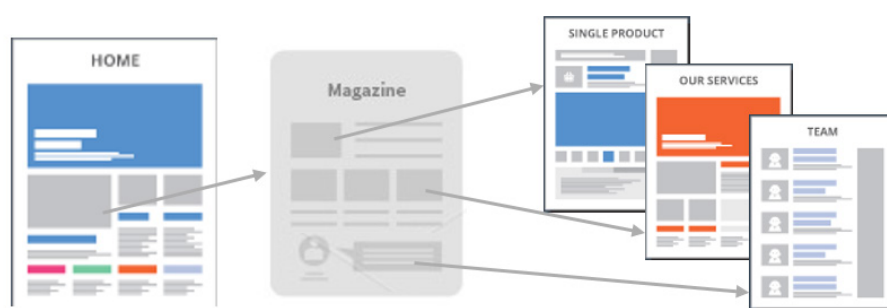 HOME
Magazine
SINGLE PRODUCT
OUR SERVICES
TEAM